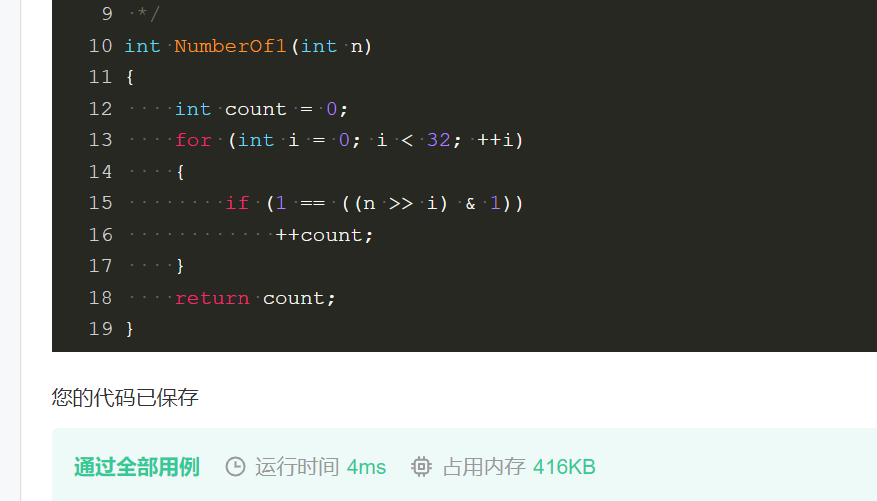 9  */
10 int NumberOf1(int n)
11 {
12     int count = 0;
13     for (int i = 0; i < 32; ++i)
14     {
15         if (1 == ((n >> i) & 1))
16             ++count;
17     }
18     return count;
19 }
您的代码已保存
通过全部用例 运行时间 4ms 占用内存 416KB